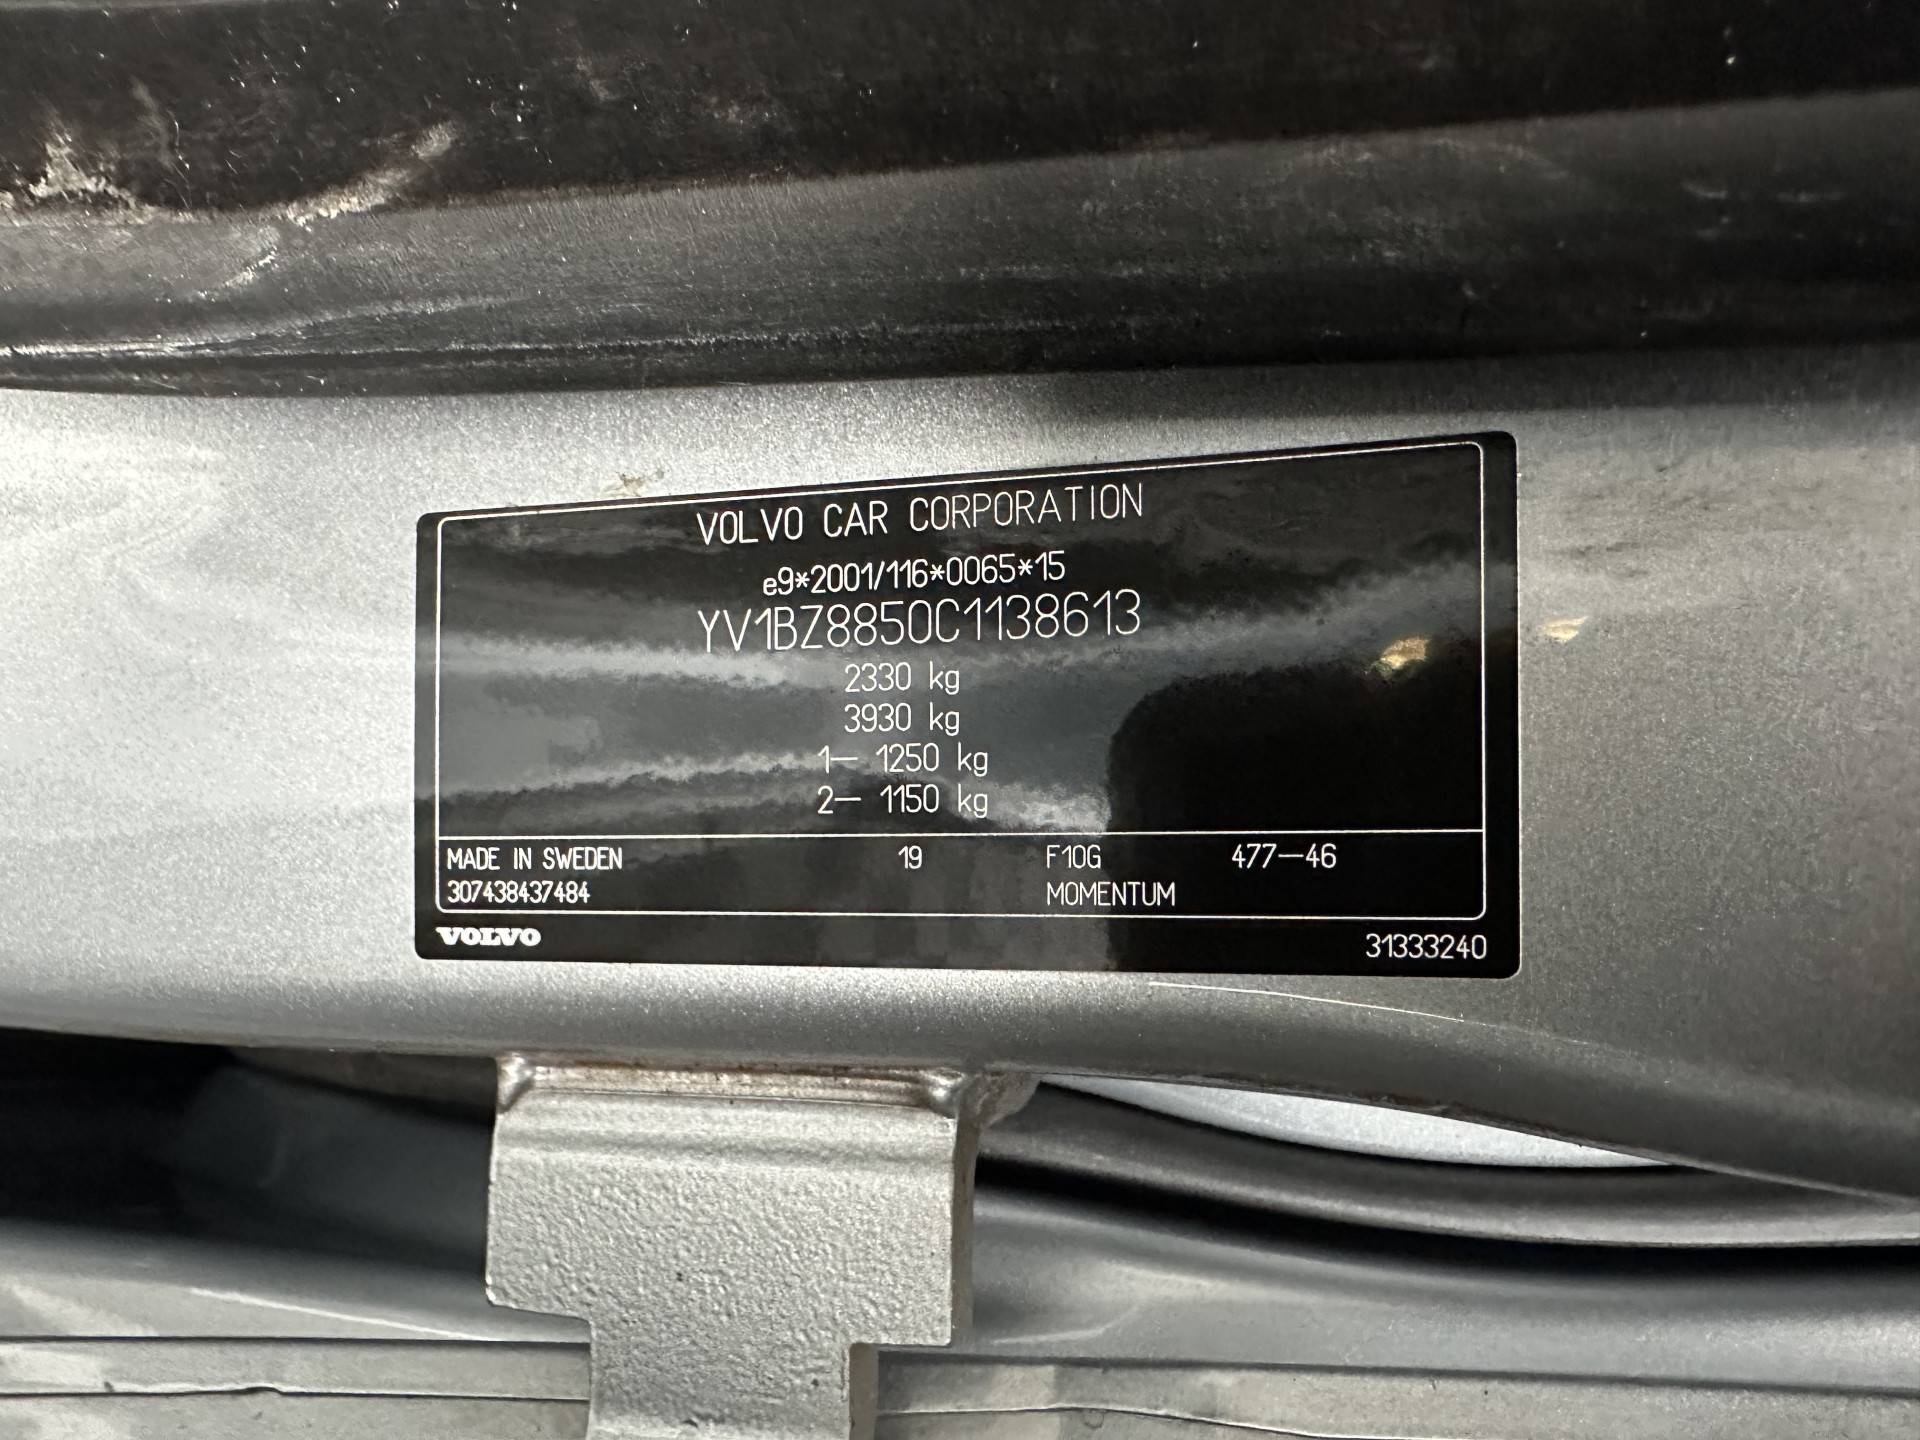 VOLVO CAR CORPORATION
e9*2001/116*0065*15
YV1BZ8850C1138613
2330 kg
3930 kg
1— 1250 kg
2— 1150 kg
MADE IN SWEDEN 19 F10G 477—46
307438437484 MOMENTUM
VOLVO 31333240